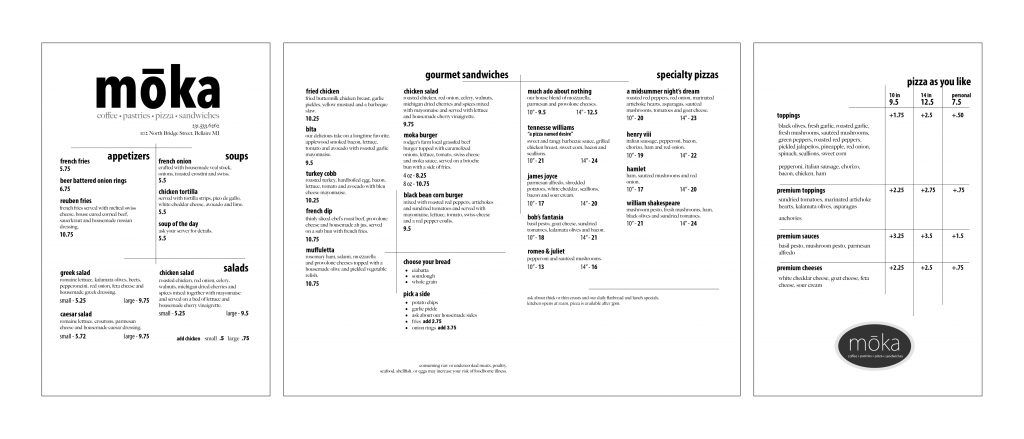 mōka
coffee • pastries • pizza • sandwiches
231.533.6262
102 North Bridge Street, Bellaire MI
appetizers
french fries
5.75
beer battered onion rings
6.75
reuben fries
french fries served with melted swiss
cheese, house cured corned beef,
sauerkraut and housemade russian
dressing.
10.75
soups
french onion
crafted with housemade veal stock,
onions, toasted crostini and swiss.
5.5
chicken tortilla
served with tortilla strips, pico de gallo,
white cheddar cheese, avocado and lime.
5.5
soup of the day
ask your server for details.
5.5
salads
greek salad
romaine lettuce, kalamata olives, beets,
pepperoncini, red onion, feta cheese and
housemade greek dressing.
small - 5.25 large - 9.75
caesar salad
romaine lettuce, croutons, parmesan
cheese and housemade caesar dressing.
small - 5.72 large - 9.75
chicken salad
roasted chicken, red onion, celery,
walnuts, michigan dried cherries and
spices mixed together with mayonnaise
and served on a bed of lettuce and
housemade cherry vinaigrette.
small - 5.25 large - 9.5
add chicken small .5 large .75
gourmet sandwiches
fried chicken
fried buttermilk chicken breast, garlic
pickles, yellow mustard and a barbeque
slaw.
10.25
blta
our delicious take on a longtime favorite.
applewood smoked bacon, lettuce,
tomato and avocado with roasted garlic
mayonnaise.
9.5
turkey cobb
roasted turkey, hardboiled egg, bacon,
lettuce, tomato and avocado with bleu
cheese mayonnaise.
10.25
french dip
thinly sliced chef's roast beef, provolone
cheese and housemade au jus, served
on a sub bun with french fries.
10.75
muffuletta
rosemary ham, salami, mozzarella
and provolone cheeses topped with a
housemade olive and pickled vegetable
relish.
10.75
chicken salad
roasted chicken, red onion, celery, walnuts,
michigan dried cherries and spices mixed
with mayonnaise and served with lettuce
and housemade cherry vinaigrette.
9.75
moka burger
burger topped with caramelized
onions, lettuce, tomato, swiss cheese
and moka sauce, served on a brioche
bun with a side of fries.
4 oz - 8.25
8 oz - 10.75
black bean corn burger
mixed with roasted red peppers, artichokes
and sundried tomatoes and served with
mayonnaise, lettuce, tomato, swiss cheese
and a red pepper coulis.
9.5
choose your bread
• ciabatta
• sourdough
• whole grain
pick a side
• potato chips
• garlic pickle
• ask about our housemade sides
• fries add 2.75
• onion rings add 3.75
consuming raw or undercooked meats, poultry,
seafood, shellfish, or eggs may increase your risk of foodborne illness.
specialty pizzas
much ado about nothing
our house blend of mozzarella,
parmesan and provolone cheeses.
10" - 9.5 14" - 12.5
tennesse williams
"a pizza named desire"
sweet and tangy barbeque sauce, grilled
chicken breast, sweet corn, bacon and
scallions.
10" - 21 14" - 24
james joyce
parmesan alfredo, shredded
potatoes, white cheddar, scallions,
bacon and sour cream.
10" - 17 14" - 20
bob's fantasia
basil pesto, goat cheese, sundried
tomatoes, kalamata olives and bacon.
10" - 18 14" - 21
romeo & juliet
pepperoni and sautéed mushrooms.
10" - 13 14" - 16
a midsummer night's dream
roasted red peppers, red onion, marinated
artichoke hearts, asparagus, sautéed
mushrooms, tomatoes and goat cheese.
10" - 20 14" - 23
henry viii
italian sausage, pepperoni, bacon,
chorizo, ham and red onion.
10" - 19 14" - 22
hamlet
ham, sautéed mushrooms and red
onion.
10" - 17 14" - 20
william shakespeare
mushroom pesto, fresh mushrooms, ham,
black olives and sundried tomatoes.
10" - 21 14" - 24
ask about thin or thin crusts and our daily flatbread and lunch specials.
kitchen opens at 11am. pizza is available after 3pm.
pizza as you like
10 in 14 in personal
9.5 12.5 7.5
toppings +1.75 +2.5 +.50
black olives, fresh garlic, roasted garlic,
fresh mushrooms, sautéed mushrooms,
green peppers, roasted red peppers,
pickled jalapeños, pineapple, red onion,
spinach, scallions, sweet corn
pepperoni, italian sausage, chorizo,
bacon, chicken, ham
premium toppings +2.25 +2.75 +.75
sundried tomatoes, marinated artichoke
hearts, kalamata olives, asparagus
anchovies
premium sauces +3.25 +3.5 +1.5
basil pesto, mushroom pesto, parmesan
alfredo
premium cheeses +2.25 +2.5 +.75
white cheddar cheese, goat cheese, feta
cheese, sour cream
mōka
coffee • pastries • pizza • sandwiches